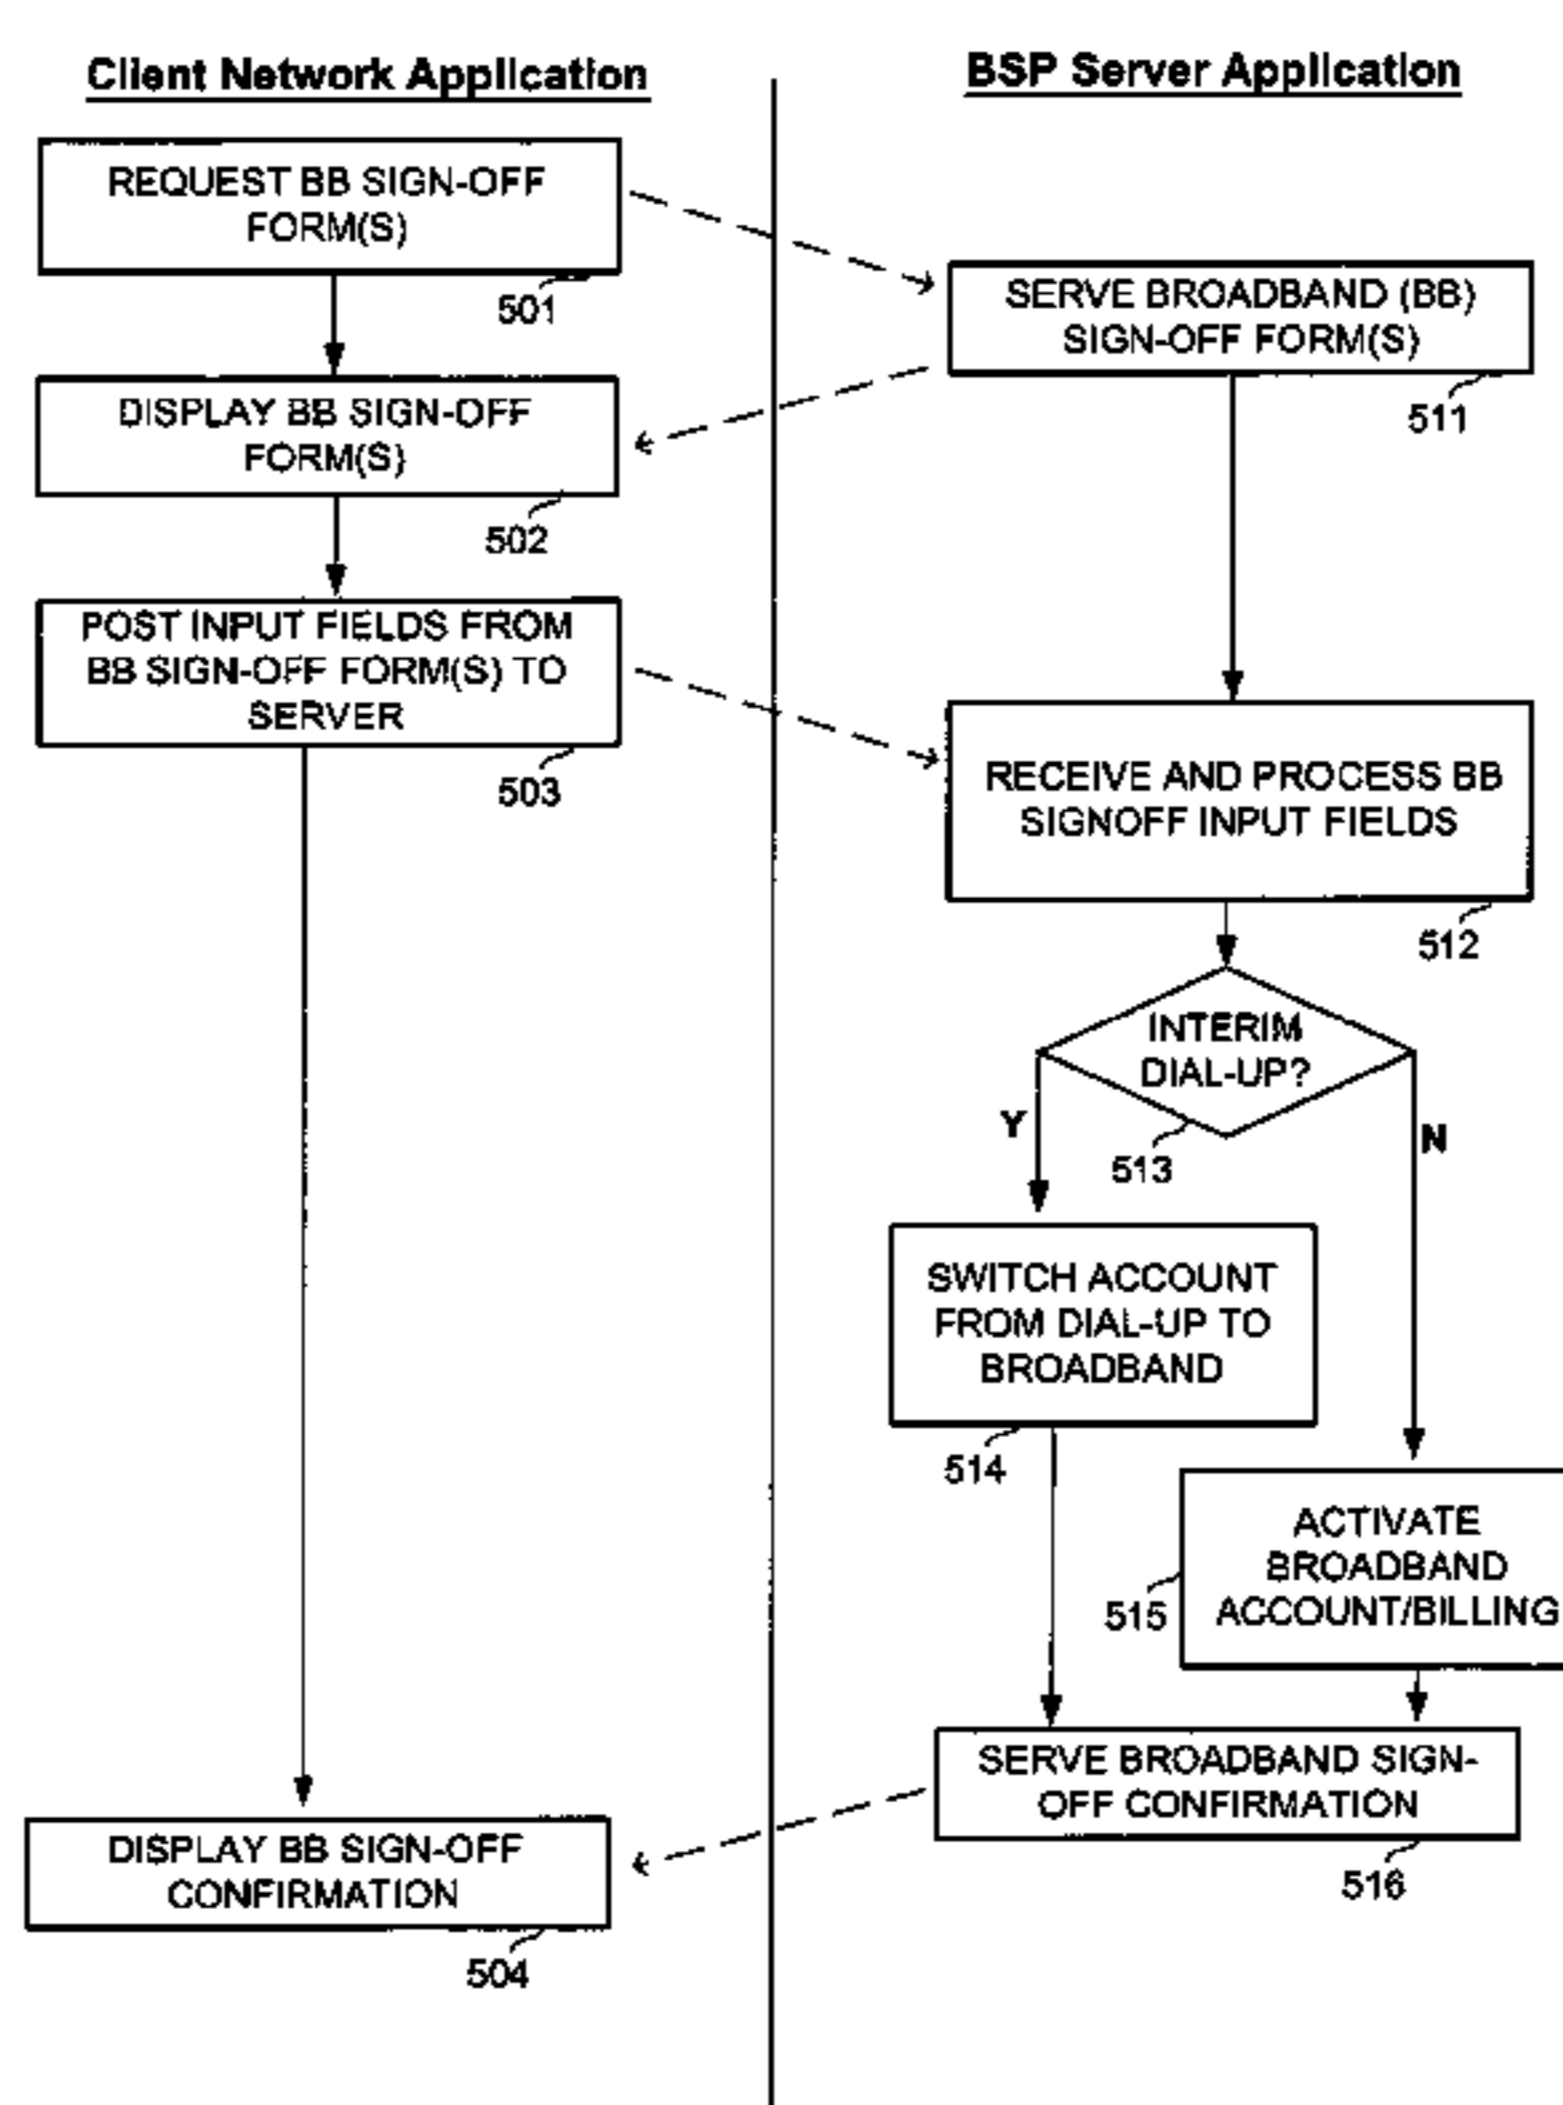 Client Network Application
BSP Server Application
REQUEST BB SIGN-OFF
FORM(S)
501
SERVE BROADBAND (BB)
SIGN-OFF FORM(S)
511
DISPLAY BB SIGN-OFF
FORM(S)
502
POST INPUT FIELDS FROM
BB SIGN-OFF FORM(S) TO
SERVER
503
RECEIVE AND PROCESS BB
SIGNOFF INPUT FIELDS
512
INTERIM
DIAL-UP?
513
Y
N
SWITCH ACCOUNT
FROM DIAL-UP TO
BROADBAND
514
ACTIVATE
BROADBAND
ACCOUNT/BILLING
515
SERVE BROADBAND SIGN-
OFF CONFIRMATION
516
DISPLAY BB SIGN-OFF
CONFIRMATION
504